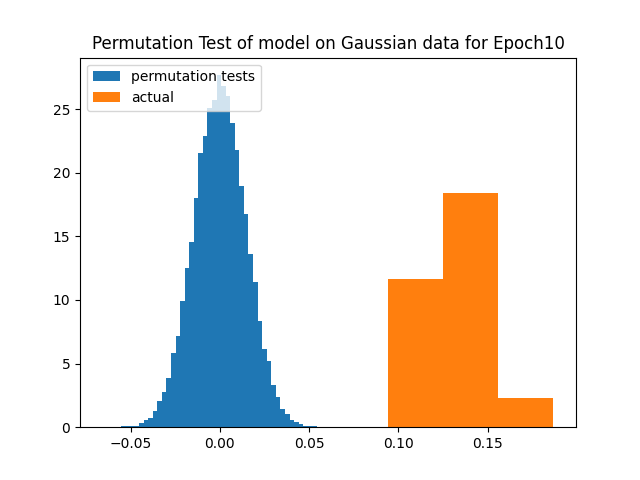 Permutation Test of model on Gaussian data for Epoch10
permutation tests
actual
25
20
15
10
5
0
−0.05 0.00 0.05 0.10 0.15